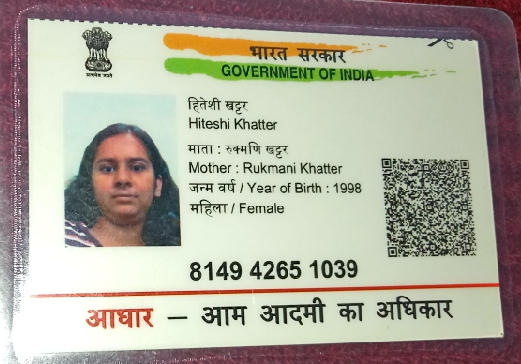 भारत सरकार
GOVERNMENT OF INDIA
सत्यमेव जयते
हितेशी खट्टर
Hiteshi Khatter
माता : रुक्मणि खट्टर
Mother : Rukmani Khatter
जन्म वर्ष / Year of Birth : 1998
महिला / Female
8149 4265 1039
आधार – आम आदमी का अधिकार